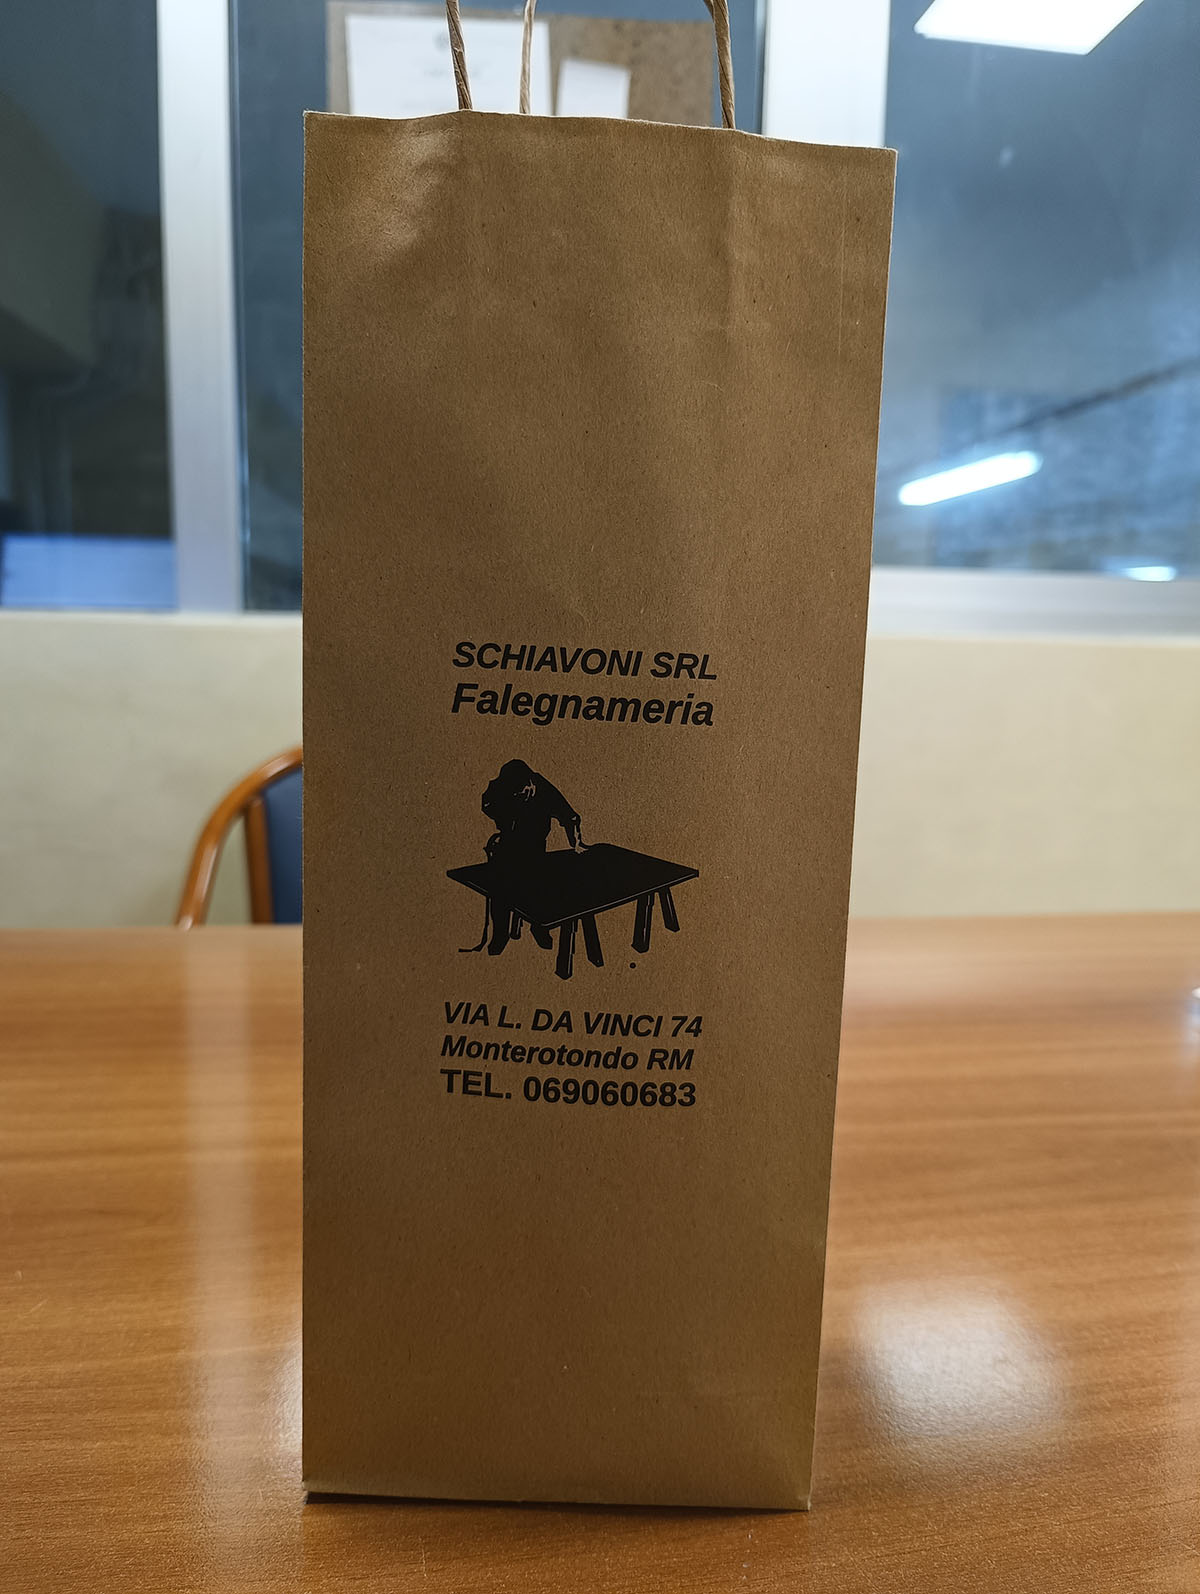 SCHIAVONI SRL
Falegnameria
VIA L. DA VINCI 74
Monterotondo RM
TEL. 069060683